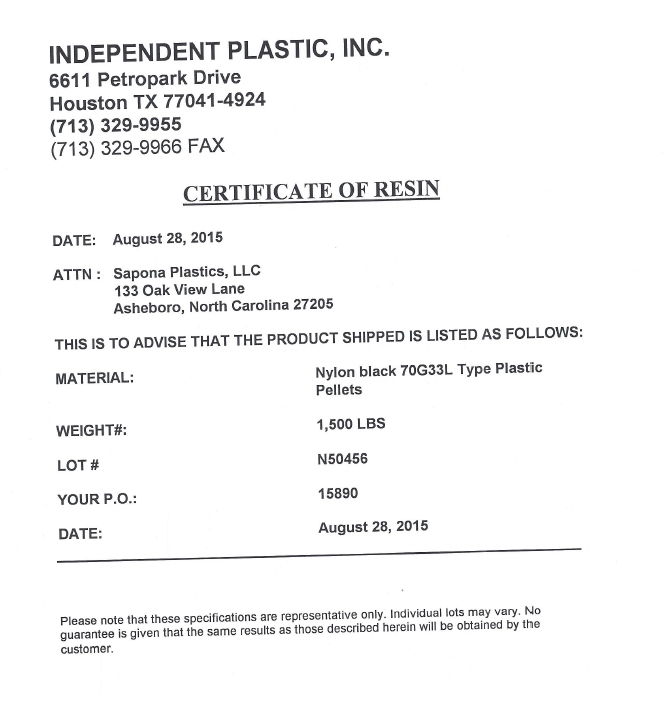 INDEPENDENT PLASTIC, INC.
6611 Petropark Drive
Houston TX 77041-4924
(713) 329-9955
(713) 329-9966 FAX
CERTIFICATE OF RESIN
DATE: August 28, 2015
ATTN : Sapona Plastics, LLC
133 Oak View Lane
Asheboro, North Carolina 27205
THIS IS TO ADVISE THAT THE PRODUCT SHIPPED IS LISTED AS FOLLOWS:
MATERIAL: Nylon black 70G33L Type Plastic
Pellets
WEIGHT#: 1,500 LBS
LOT # N50456
YOUR P.O.: 15890
DATE: August 28, 2015
Please note that these specifications are representative only. Individual lots may vary. No
guarantee is given that the same results as those described herein will be obtained by the
customer.